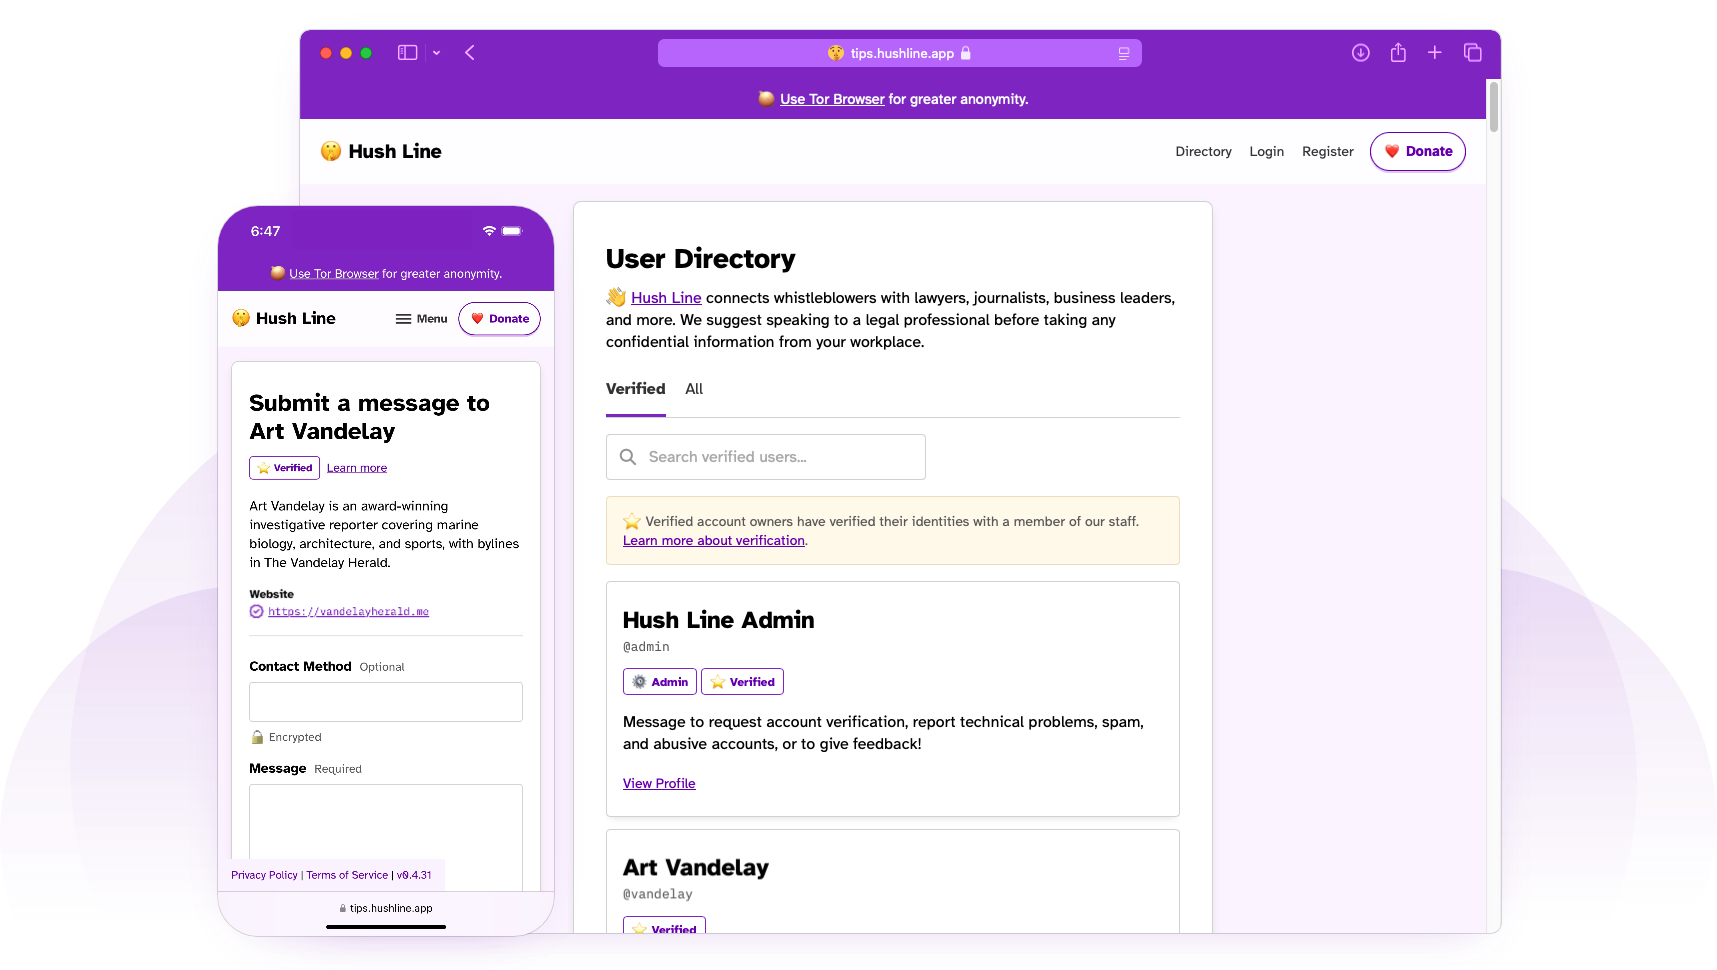 tips.hushline.app
Use Tor Browser for greater anonymity.
Hush Line
Directory
Login
Register
Donate
User Directory
Hush Line connects whistleblowers with lawyers, journalists, business leaders,
and more. We suggest speaking to a legal professional before taking any
confidential information from your workplace.
Verified
All
Search verified users...
Verified account owners have verified their identities with a member of our staff.
Learn more about verification.
Hush Line Admin
@admin
Admin
Verified
Message to request account verification, report technical problems, spam,
and abusive accounts, or to give feedback!
View Profile
Art Vandelay
@vandelay
Verified
6:47
Use Tor Browser for greater anonymity.
Hush Line
Menu
Donate
Submit a message to
Art Vandelay
Verified
Learn more
Art Vandelay is an award-winning
investigative reporter covering marine
biology, architecture, and sports, with bylines
in The Vandelay Herald.
Website
https://vandelayherald.me
Contact Method Optional
Encrypted
Message Required
Privacy Policy | Terms of Service | v0.4.31
tips.hushline.app